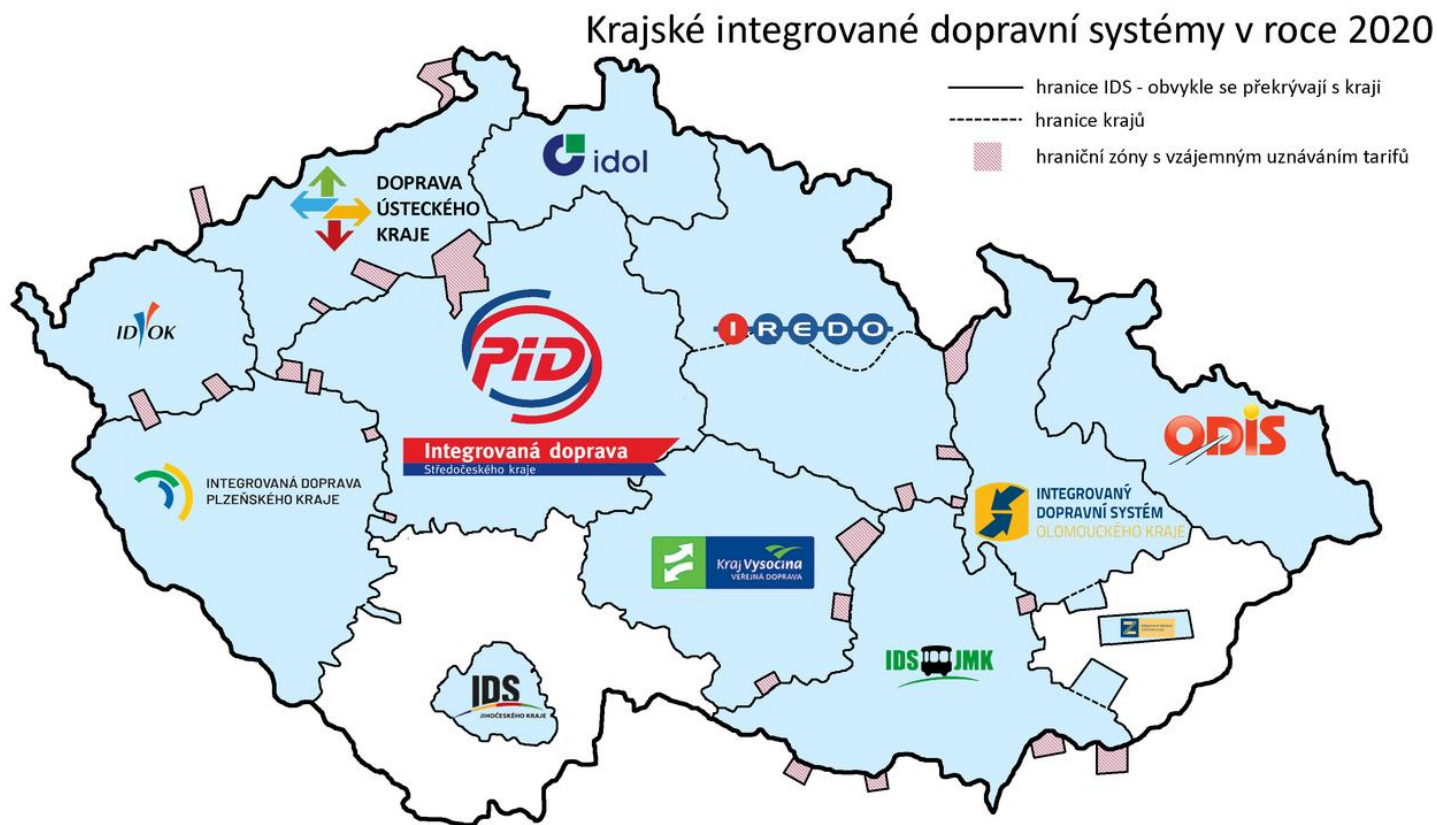 Krajské integrované dopravní systémy v roce 2020
hranice IDS - obvykle se překrývají s kraji
hranice krajů
hraniční zóny s vzájemným uznáváním tarifů
idol
DOPRAVA
ÚSTECKÉHO
KRAJE
IDOK
IREDO
PID
Integrovaná doprava
Středočeského kraje
ODIS
INTEGROVANÁ DOPRAVA
PLZEŇSKÉHO KRAJE
INTEGROVANÝ
DOPRAVNÍ SYSTÉM
OLOMOUCKÉHO KRAJE
Kraj Vysočina
VEŘEJNÁ DOPRAVA
Z
IDS JMK
IDS
JIHOČESKÉHO KRAJE